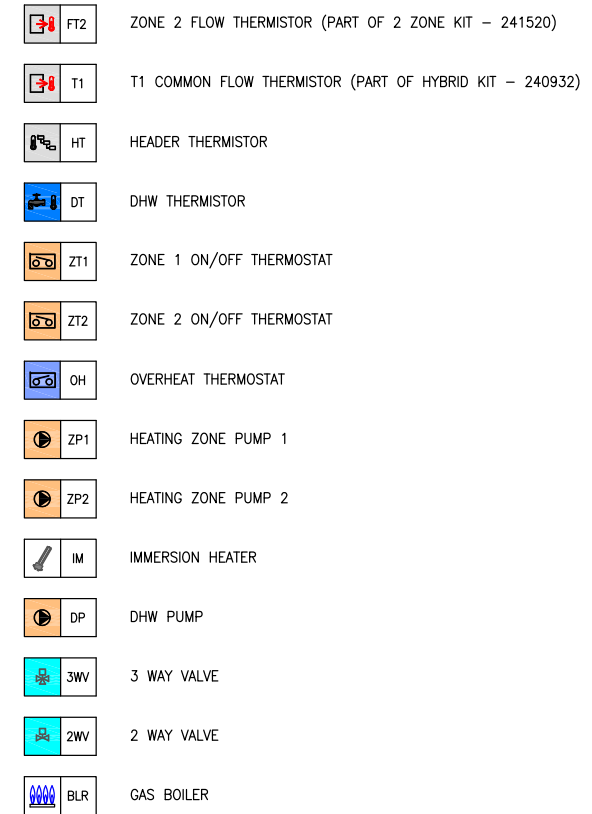 FT2 ZONE 2 FLOW THERMISTOR (PART OF 2 ZONE KIT – 241520)
T1 T1 COMMON FLOW THERMISTOR (PART OF HYBRID KIT – 240932)
HT HEADER THERMISTOR
DT DHW THERMISTOR
ZT1 ZONE 1 ON/OFF THERMOSTAT
ZT2 ZONE 2 ON/OFF THERMOSTAT
OH OVERHEAT THERMOSTAT
ZP1 HEATING ZONE PUMP 1
ZP2 HEATING ZONE PUMP 2
IM IMMERSION HEATER
DP DHW PUMP
3WV 3 WAY VALVE
2WV 2 WAY VALVE
BLR GAS BOILER